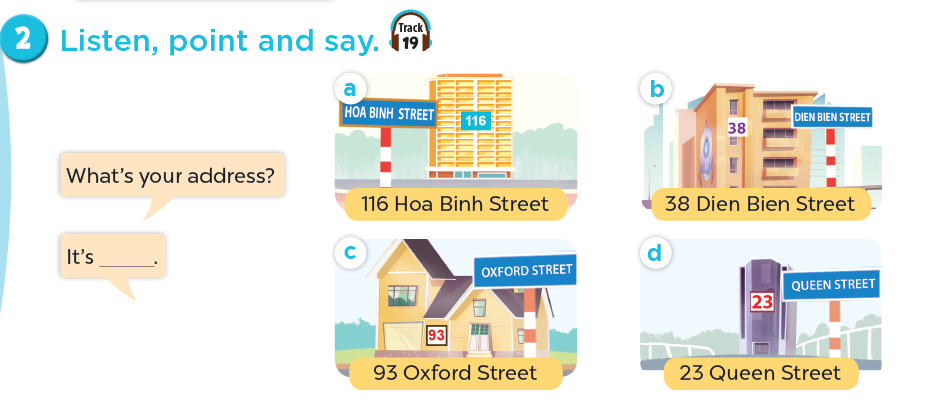 2 Listen, point and say. Track 19
What's your address?
It's ______.
a
HOA BINH STREET
116
116 Hoa Binh Street
b
38
DIEN BIEN STREET
38 Dien Bien Street
c
OXFORD STREET
93
93 Oxford Street
d
23
QUEEN STREET
23 Queen Street